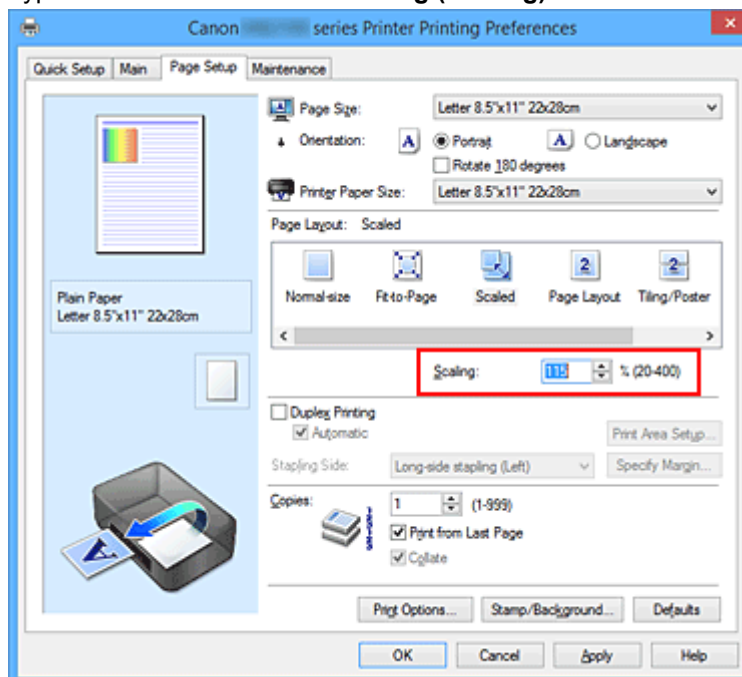 Canon series Printer Printing Preferences
Quick Setup Main Page Setup Maintenance
Page Size: Letter 8.5"x11" 22x28cm
Orientation: A Portrait A Landscape
Rotate 180 degrees
Printer Paper Size: Letter 8.5"x11" 22x28cm
Page Layout: Scaled
2 2
Normal-size Fit-to-Page Scaled Page Layout Tiling/Poster
Plain Paper
Letter 8.5"x11" 22x28cm
Scaling: 115 % (20-400)
Duplex Printing
Automatic Print Area Setup...
Stapling Side: Long-side stapling (Left) Specify Margin...
Copies: 1 (1-999)
Print from Last Page
Collate
A
Print Options... Stamp/Background... Defaults
OK Cancel Apply Help